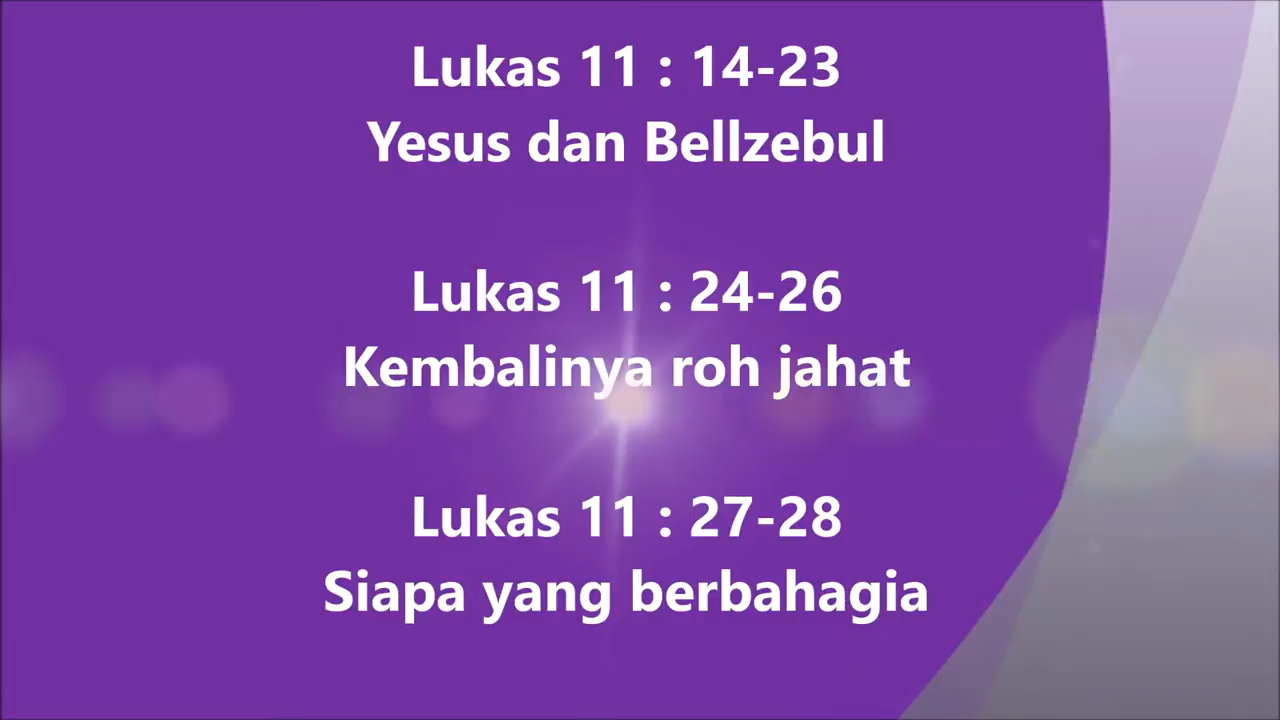 Lukas 11 : 14-23
Yesus dan Bellzebul
Lukas 11 : 24-26
Kembalinya roh jahat
Lukas 11 : 27-28
Siapa yang berbahagia